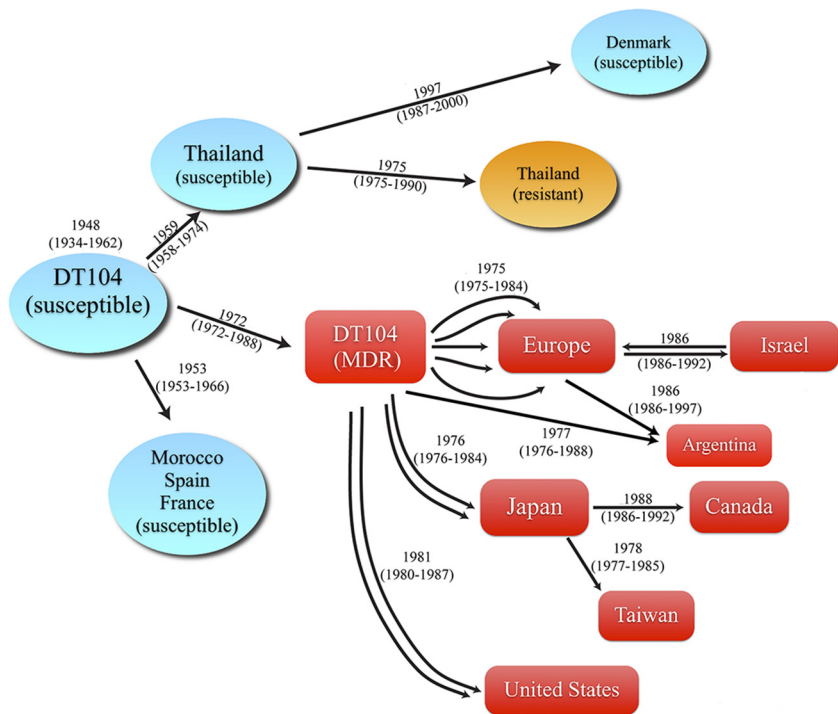 Denmark
(susceptible)
1997
(1987-2000)
Thailand
(susceptible)
1975
(1975-1990)
Thailand
(resistant)
1948
(1934-1962)
1959
(1958-1974)
DT104
(susceptible)
1972
(1972-1988)
1953
(1953-1966)
Morocco
Spain
France
(susceptible)
DT104
(MDR)
1975
(1975-1984)
Europe
1986
(1986-1992)
Israel
1986
(1986-1997)
1977
(1976-1988)
Argentina
1976
(1976-1984)
Japan
1988
(1986-1992)
Canada
1978
(1977-1985)
Taiwan
1981
(1980-1987)
United States